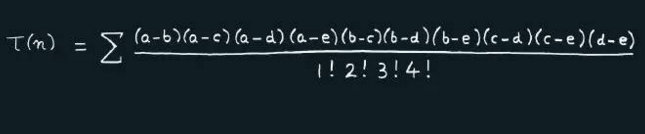 T(n) = ∑ (a-b)(a-c)(a-d)(a-e)(b-c)(b-d)(b-e)(c-d)(c-e)(d-e)
1! 2! 3! 4!